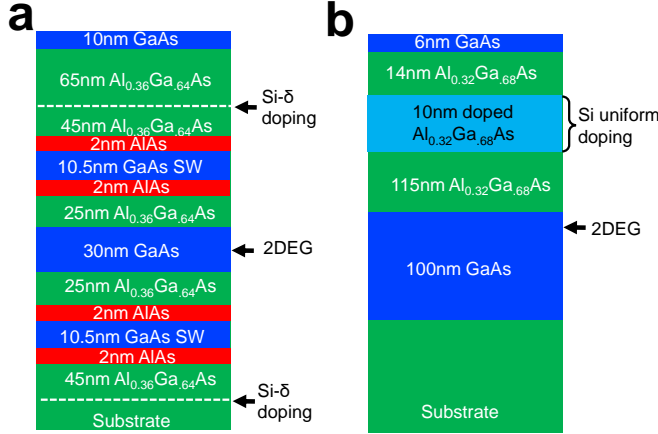 a
10nm GaAs
65nm Al0.36Ga.64As
Si-δ
doping
45nm Al0.36Ga.64As
2nm AlAs
10.5nm GaAs SW
2nm AlAs
25nm Al0.36Ga.64As
30nm GaAs
2DEG
25nm Al0.36Ga.64As
2nm AlAs
10.5nm GaAs SW
2nm AlAs
45nm Al0.36Ga.64As
Si-δ
doping
Substrate
b
6nm GaAs
14nm Al0.32Ga.68As
10nm doped
Al0.32Ga.68As
Si uniform
doping
115nm Al0.32Ga.68As
2DEG
100nm GaAs
Substrate